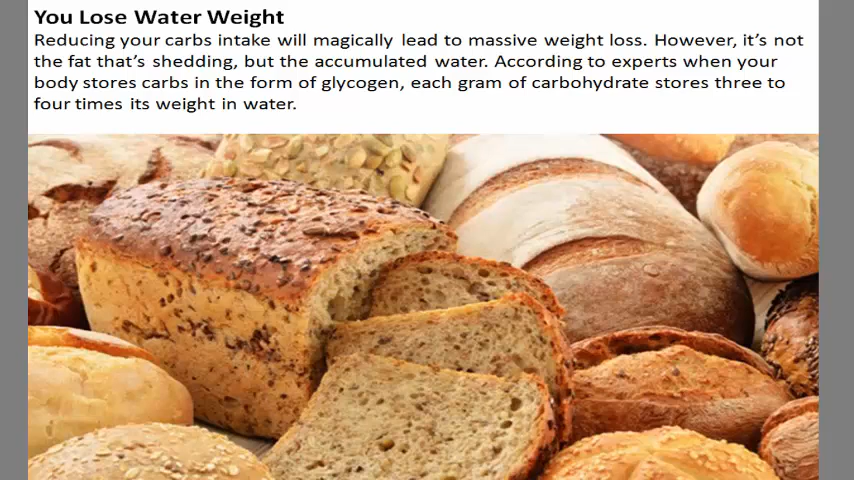 You Lose Water Weight
Reducing your carbs intake will magically lead to massive weight loss. However, it’s not
the fat that’s shedding, but the accumulated water. According to experts when your
body stores carbs in the form of glycogen, each gram of carbohydrate stores three to
four times its weight in water.